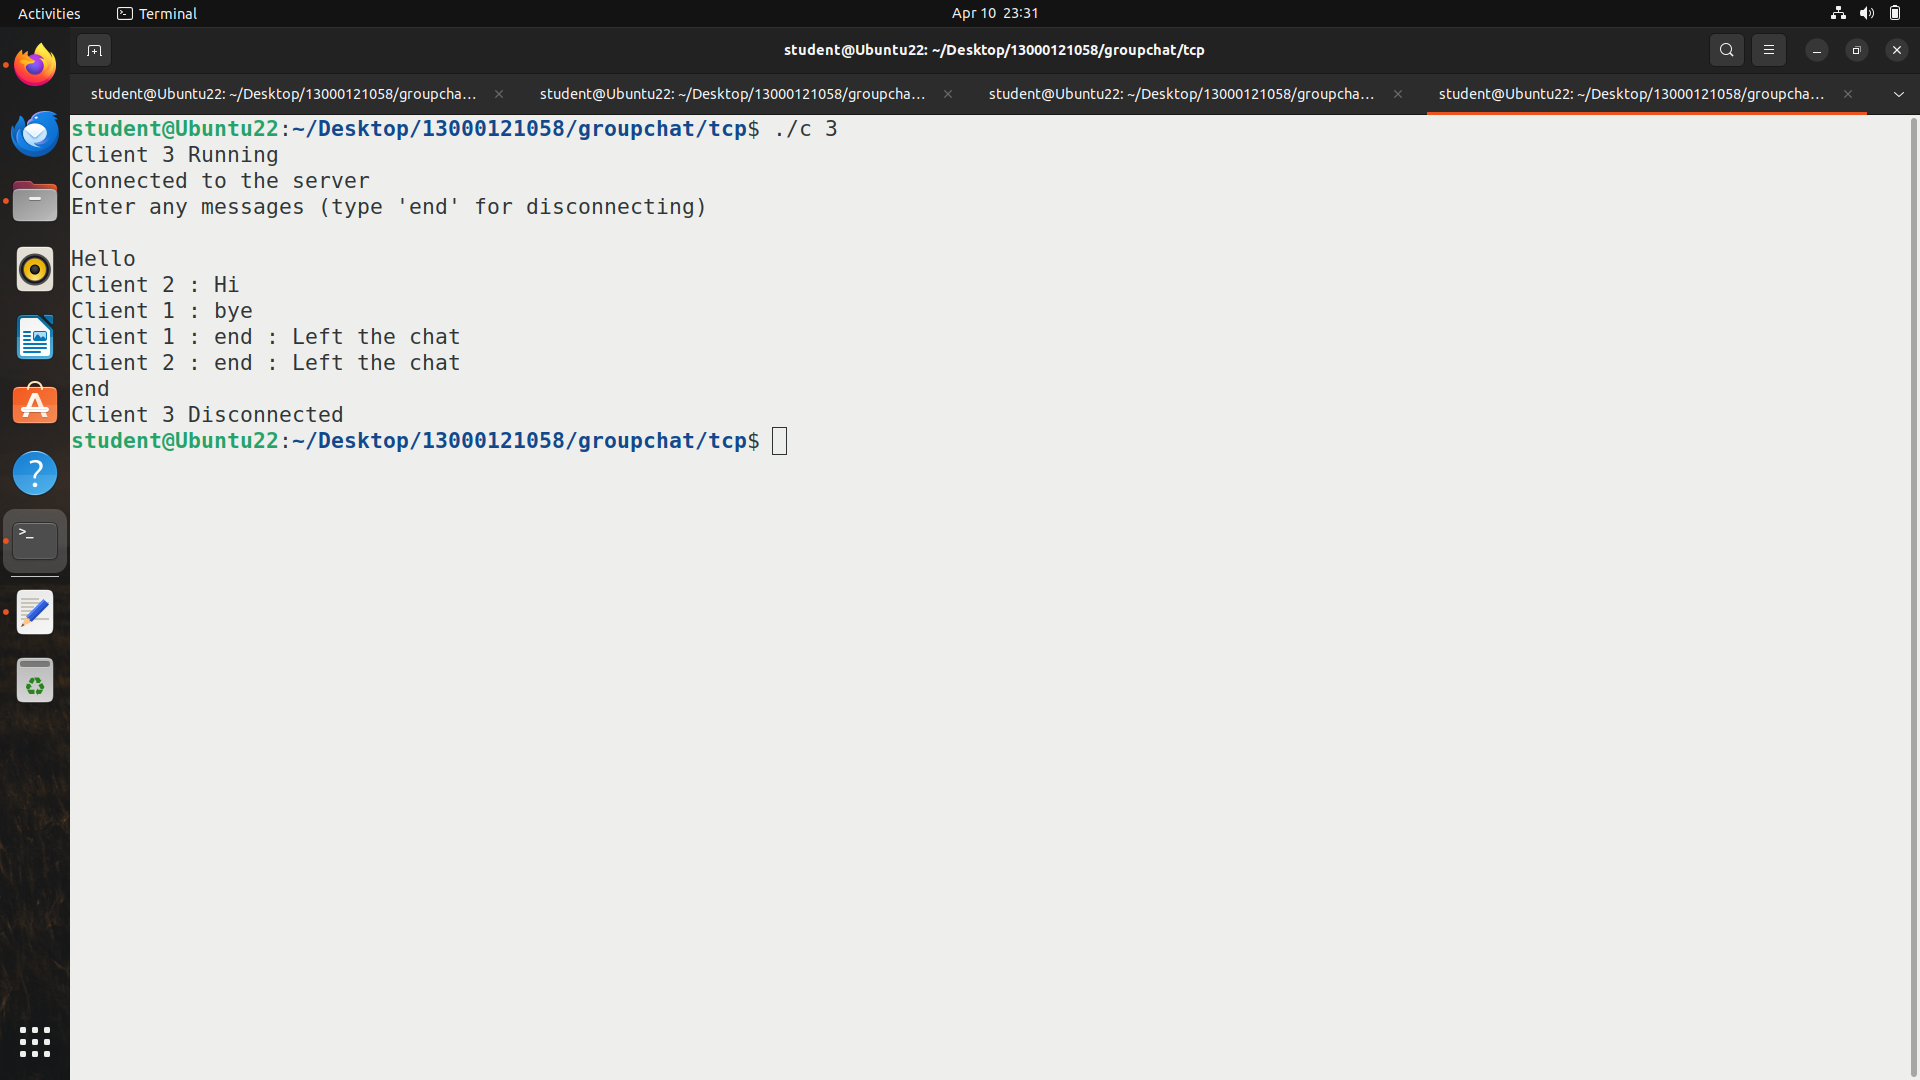 Activities
Terminal
Apr 10 23:31
student@Ubuntu22: ~/Desktop/13000121058/groupchat/tcp
student@Ubuntu22: ~/Desktop/13000121058/groupcha...
student@Ubuntu22: ~/Desktop/13000121058/groupcha...
student@Ubuntu22: ~/Desktop/13000121058/groupcha...
student@Ubuntu22: ~/Desktop/13000121058/groupcha...
student@Ubuntu22:~/Desktop/13000121058/groupchat/tcp$ ./c 3
Client 3 Running
Connected to the server
Enter any messages (type 'end' for disconnecting)
Hello
Client 2 : Hi
Client 1 : bye
Client 1 : end : Left the chat
Client 2 : end : Left the chat
end
Client 3 Disconnected
student@Ubuntu22:~/Desktop/13000121058/groupchat/tcp$